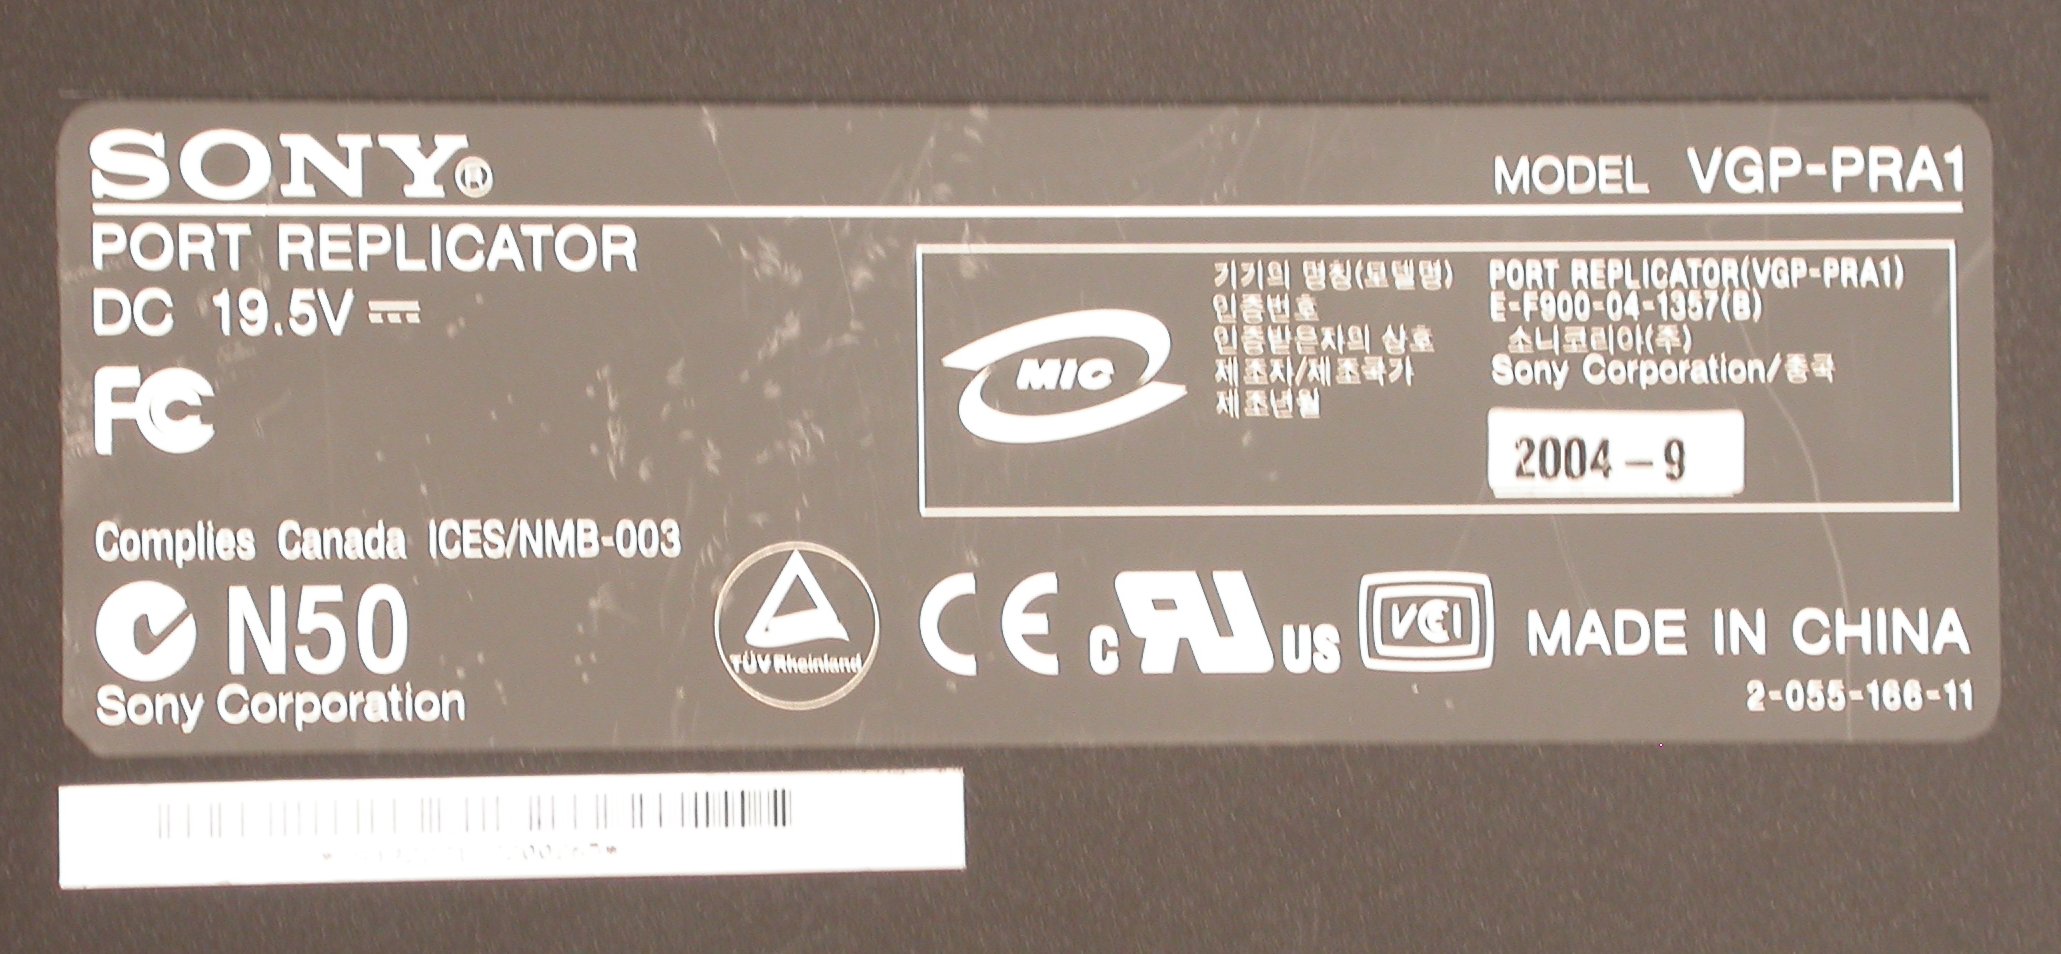 SONY®
MODEL VGP-PRA1
PORT REPLICATOR
DC 19.5V
FC
기기의 명칭(모델명) PORT REPLICATOR(VGP-PRA1)
인증번호 E-F900-04-1357(B)
인증받은자의 상호 소니코리아(주)
제조자/제조국가 Sony Corporation/중국
제조년월 2004-9
MIC
Complies Canada ICES/NMB-003
N50
Sony Corporation
TÜV Rheinland
CE
c RU US
VCI
MADE IN CHINA
2-055-166-11